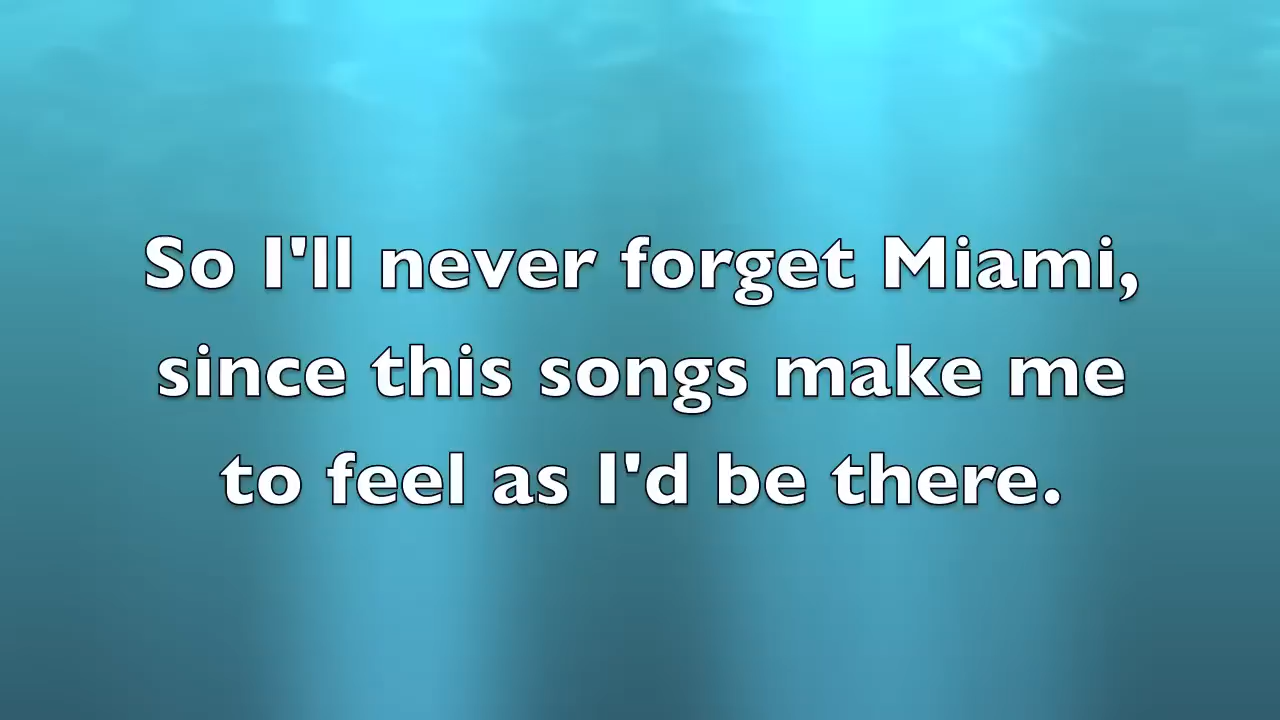 So I'll never forget Miami,
since this songs make me
to feel as I'd be there.